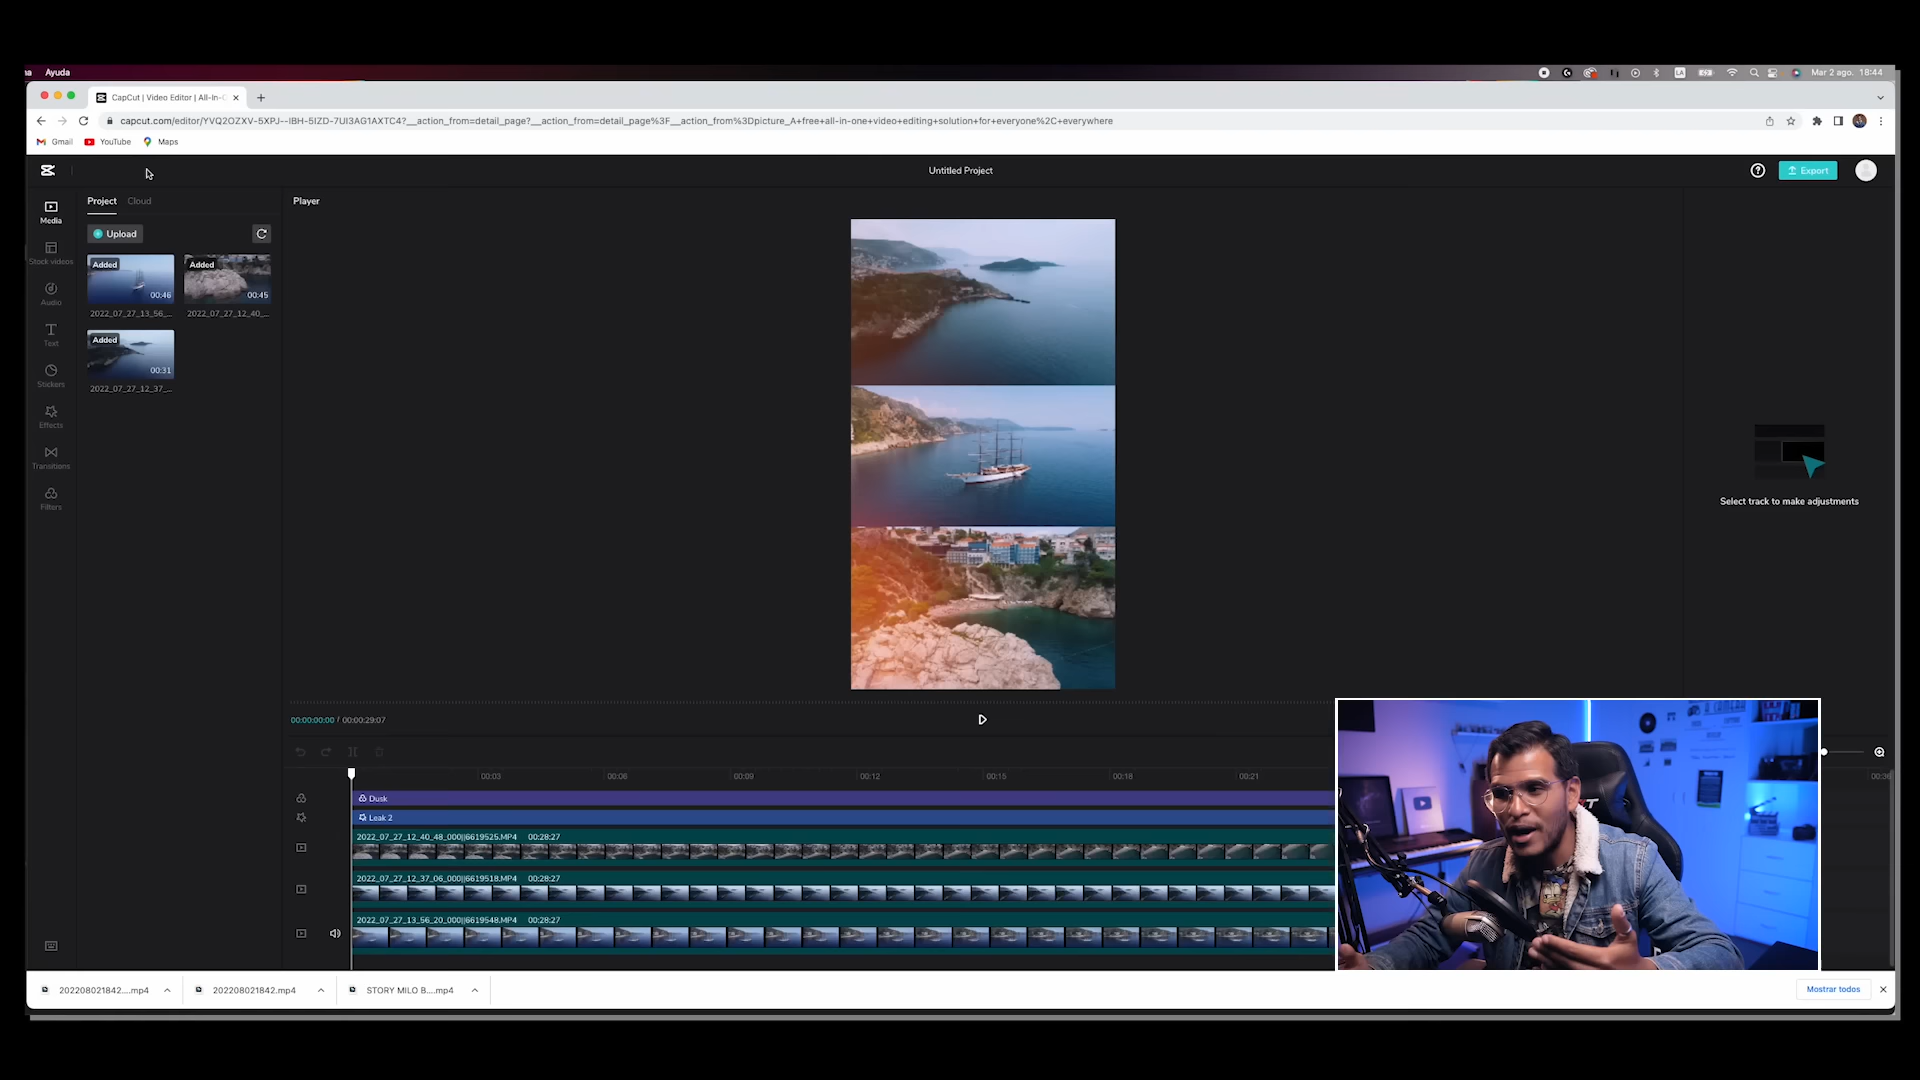 Ayuda
Mar 2 ago. 18:44
CapCut | Video Editor | All-In-
capcut.com/editor/YVQ2OZXV-5XPJ--IBH-5IZD-7UI3AG1AXTC4?__action_from=detail_page?__action_from=detail_page%3F__action_from%3Dpicture_A+free+all-in-one+video+editing+solution+for+everyone%2C+everywhere
Gmail YouTube Maps
Untitled Project
Export
Project Cloud
Player
Media
Upload
Stock videos
Added 00:46
Added 00:45
2022_07_27_13_56_... 2022_07_27_12_40_...
Audio
Text
Added 00:31
2022_07_27_12_37_...
Stickers
Effects
Transitions
Filters
Select track to make adjustments
00:00:00:00 / 00:00:29:07
00:03 00:06 00:09 00:12 00:15 00:18 00:21
Dusk
Leak 2
2022_07_27_12_40_48_000||6619525.MP4 00:28:27
2022_07_27_12_37_06_000||6619518.MP4 00:28:27
2022_07_27_13_56_20_000||6619548.MP4 00:28:27
202208021842....mp4 202208021842.mp4 STORY MILO B....mp4
Mostrar todos